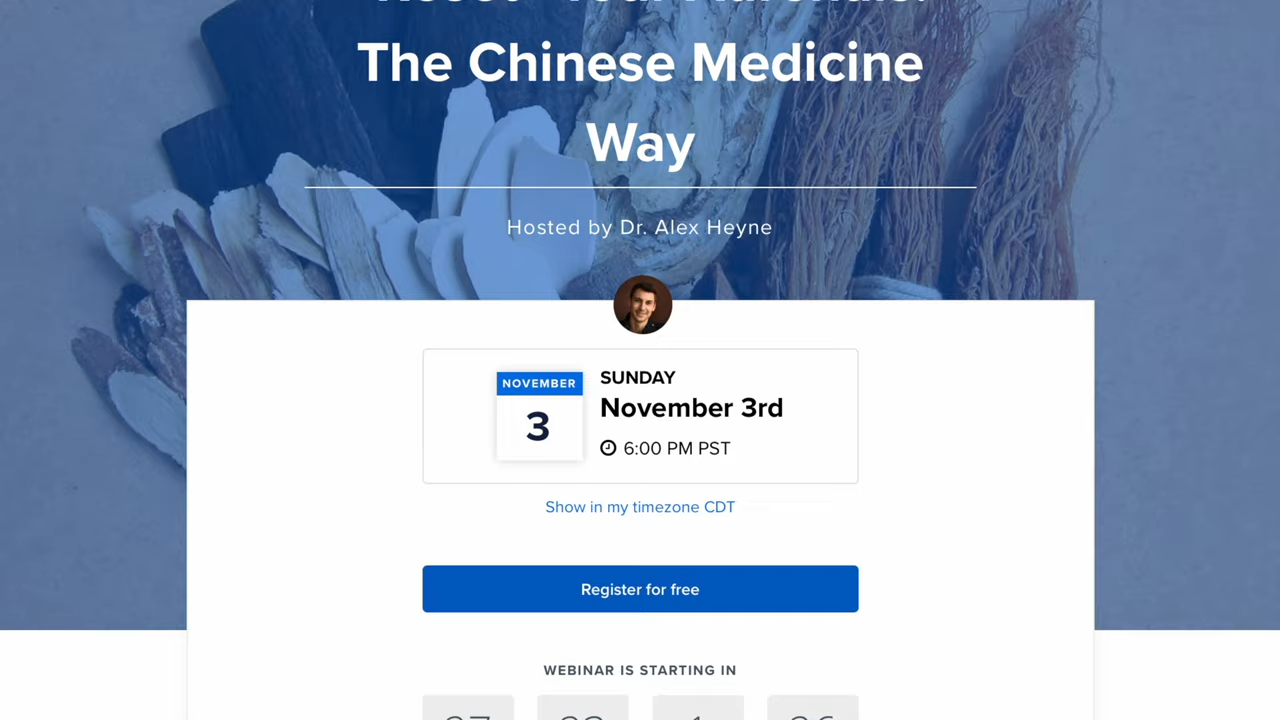 The Chinese Medicine
Way
Hosted by Dr. Alex Heyne
NOVEMBER
3
SUNDAY
November 3rd
6:00 PM PST
Show in my timezone CDT
Register for free
WEBINAR IS STARTING IN